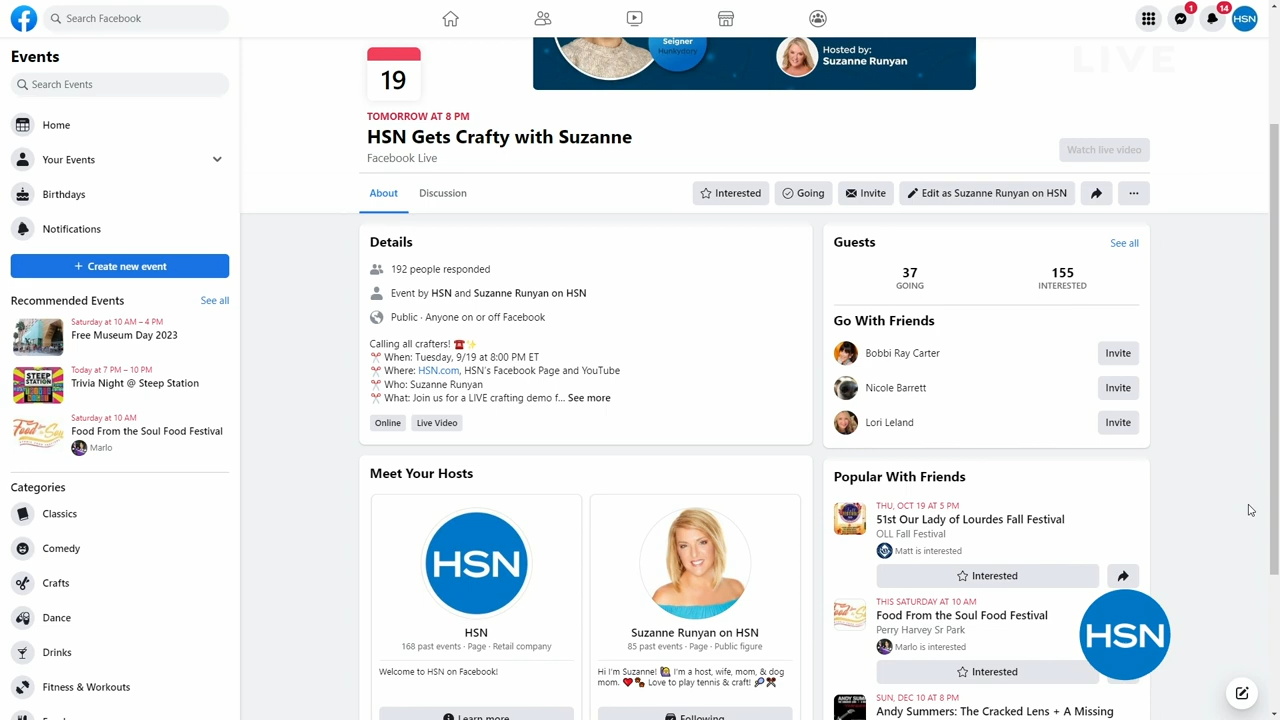 Search Facebook
1
14
HSN
LIVE
Events
Search Events
Home
Your Events
Birthdays
Notifications
+ Create new event
Recommended Events
See all
Saturday at 10 AM – 4 PM
Free Museum Day 2023
Today at 7 PM – 10 PM
Trivia Night @ Steep Station
STEEP
STATION
Saturday at 10 AM
Food From the Soul Food Festival
Marlo
Categories
Classics
Comedy
Crafts
Dance
Drinks
Fitness & Workouts
Seigner
Hunkydory
Hosted by:
Suzanne Runyan
19
TOMORROW AT 8 PM
HSN Gets Crafty with Suzanne
Facebook Live
Watch live video
About
Discussion
Interested
Going
Invite
Edit as Suzanne Runyan on HSN
Details
192 people responded
Event by HSN and Suzanne Runyan on HSN
Public · Anyone on or off Facebook
Calling all crafters! ☎️✨
✂️ When: Tuesday, 9/19 at 8:00 PM ET
✂️ Where: HSN.com, HSN's Facebook Page and YouTube
✂️ Who: Suzanne Runyan
✂️ What: Join us for a LIVE crafting demo f... See more
Online
Live Video
Meet Your Hosts
HSN
HSN
168 past events · Page · Retail company
Welcome to HSN on Facebook!
Learn more
Suzanne Runyan on HSN
85 past events · Page · Public figure
Hi I'm Suzanne! I'm a host, wife, mom, & dog
mom. Love to play tennis & craft!
Following
Guests
See all
37
GOING
155
INTERESTED
Go With Friends
Bobbi Ray Carter
Invite
Nicole Barrett
Invite
Lori Leland
Invite
Popular With Friends
THU, OCT 19 AT 5 PM
51st Our Lady of Lourdes Fall Festival
OLL Fall Festival
Matt is interested
Interested
THIS SATURDAY AT 10 AM
Food From the Soul Food Festival
Perry Harvey Sr Park
Marlo is interested
Interested
SUN, DEC 10 AT 8 PM
Andy Summers: The Cracked Lens + A Missing
HSN